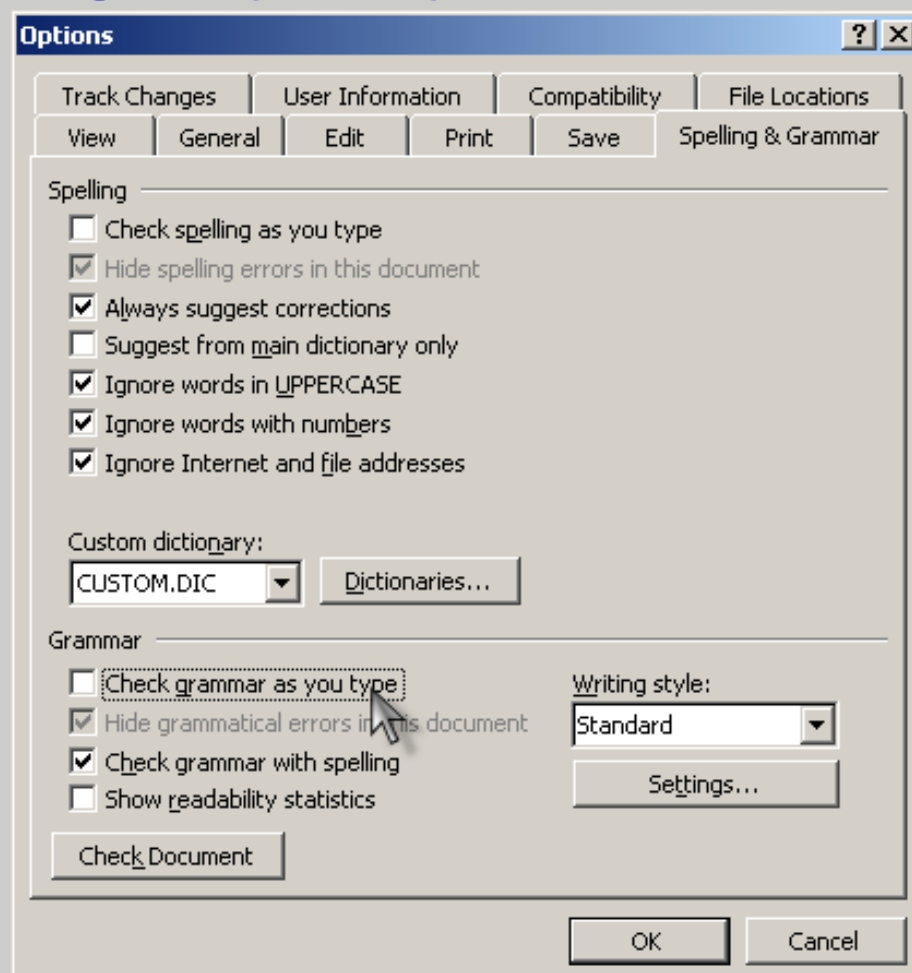 Options
Track Changes User Information Compatibility File Locations
View General Edit Print Save Spelling & Grammar
Spelling
Check spelling as you type
Hide spelling errors in this document
Always suggest corrections
Suggest from main dictionary only
Ignore words in UPPERCASE
Ignore words with numbers
Ignore Internet and file addresses
Custom dictionary:
CUSTOM.DIC Dictionaries...
Grammar
Check grammar as you type Writing style:
Hide grammatical errors in this document Standard
Check grammar with spelling
Show readability statistics Settings...
Check Document
OK Cancel